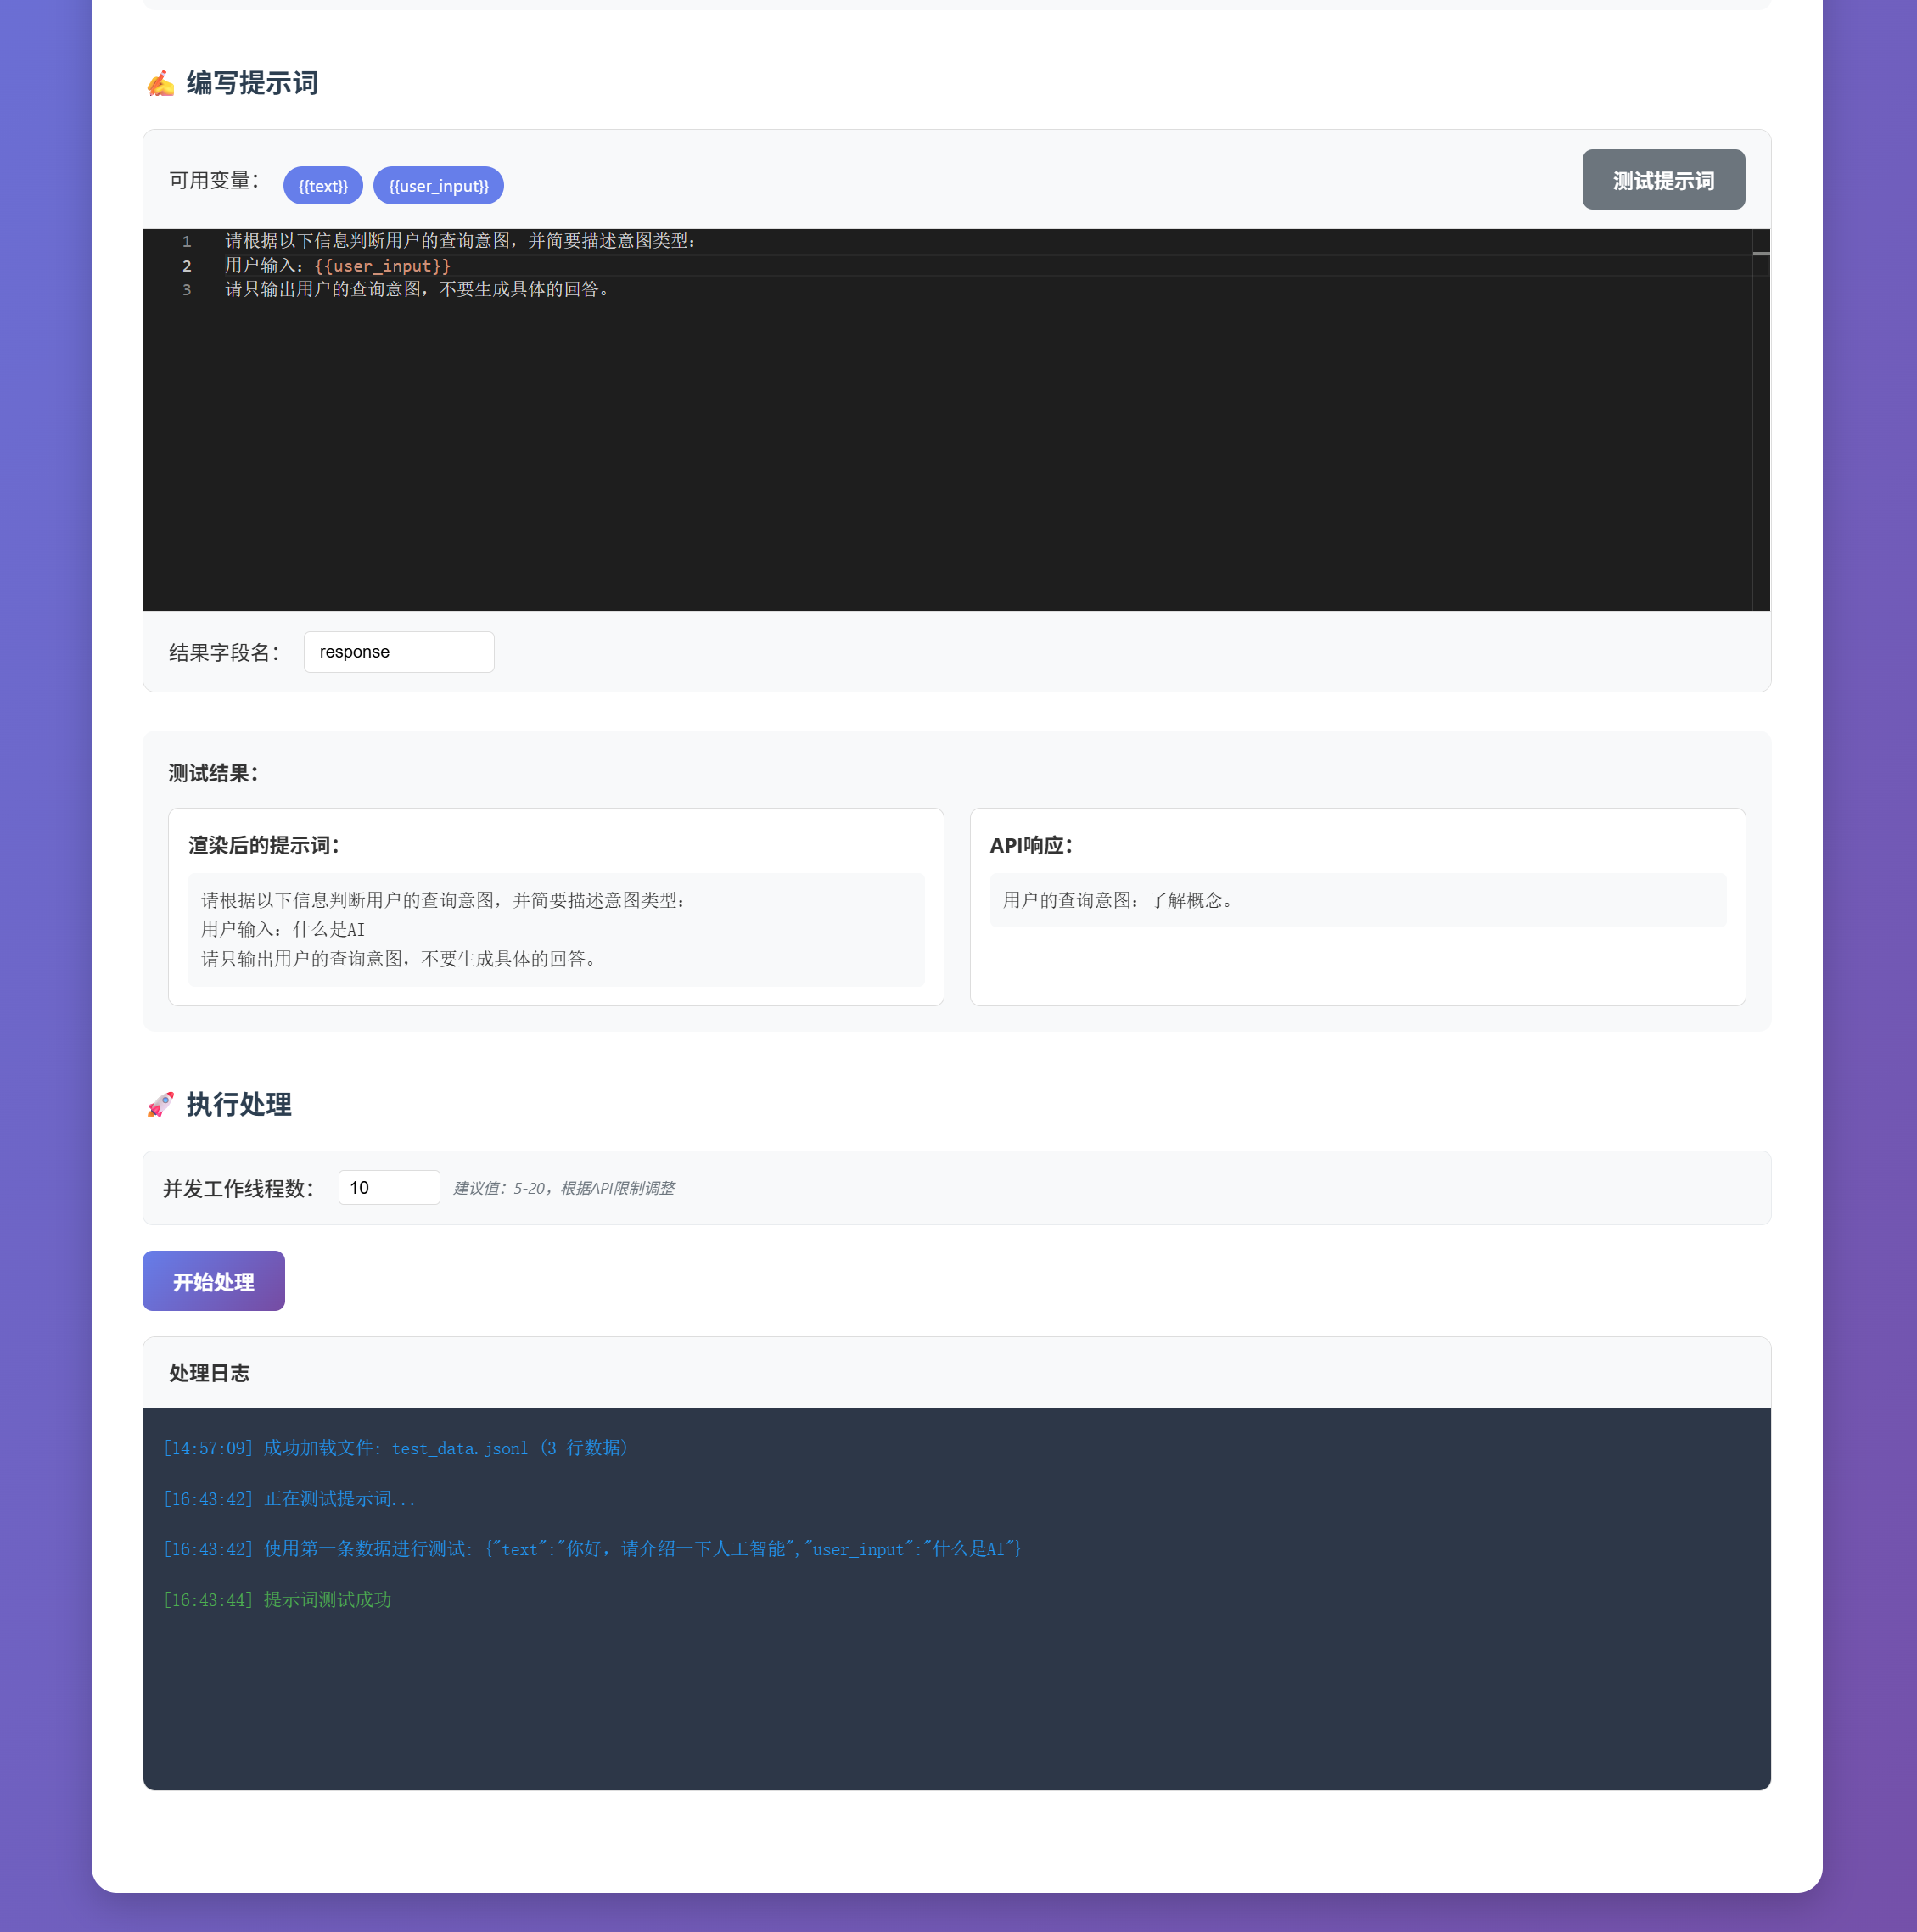 ✍️ 编写提示词
可用变量： {{text}} {{user_input}} 测试提示词
1 请根据以下信息判断用户的查询意图，并简要描述意图类型：
2 用户输入：{{user_input}}
3 请只输出用户的查询意图，不要生成具体的回答。
结果字段名： response
测试结果：
渲染后的提示词：
请根据以下信息判断用户的查询意图，并简要描述意图类型：
用户输入：什么是AI
请只输出用户的查询意图，不要生成具体的回答。
API响应：
用户的查询意图：了解概念。
🚀 执行处理
并发工作线程数： 10 建议值：5-20，根据API限制调整
开始处理
处理日志
[14:57:09] 成功加载文件: test_data.jsonl (3 行数据)
[16:43:42] 正在测试提示词...
[16:43:42] 使用第一条数据进行测试: {"text":"你好，请介绍一下人工智能","user_input":"什么是AI"}
[16:43:44] 提示词测试成功